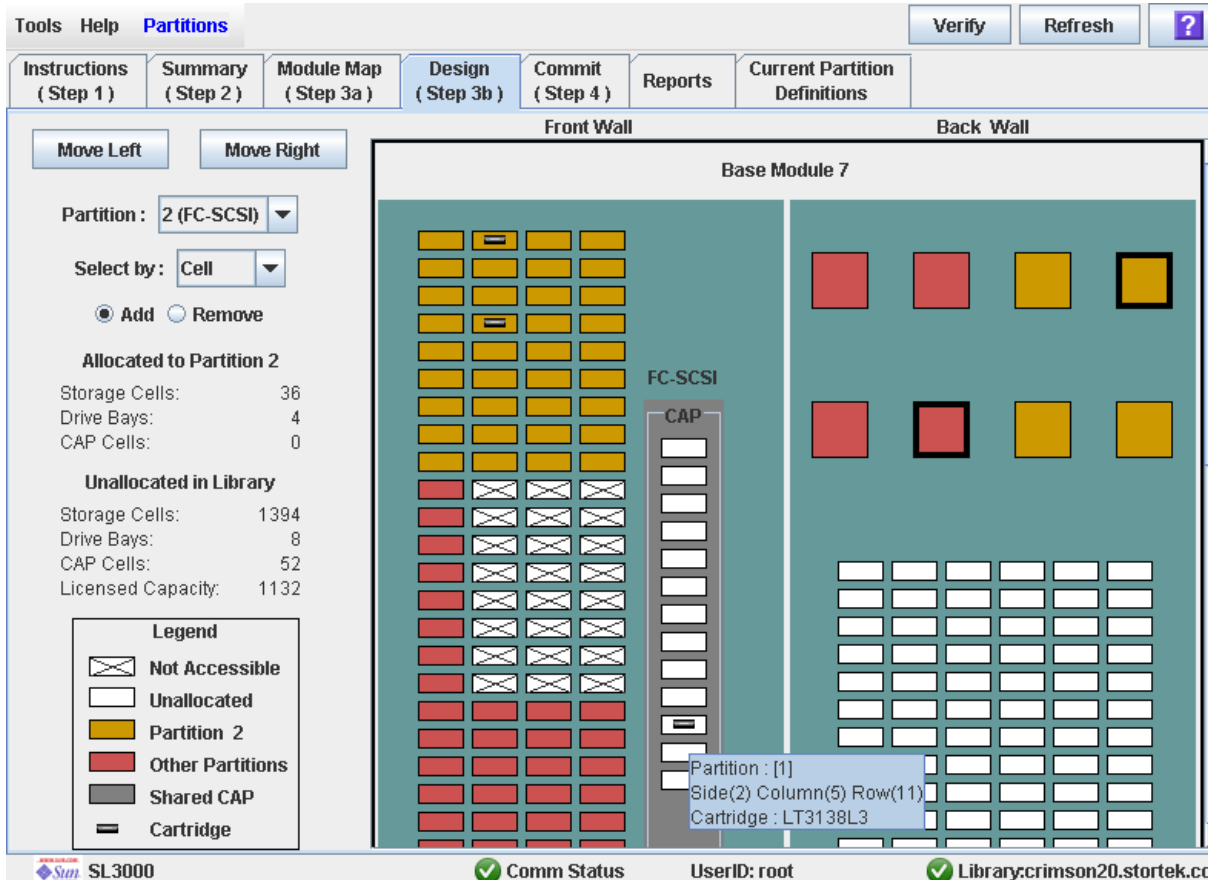 Tools Help Partitions
Verify Refresh ?
Instructions ( Step 1 )
Summary ( Step 2 )
Module Map ( Step 3a )
Design ( Step 3b )
Commit ( Step 4 )
Reports
Current Partition Definitions
Move Left Move Right
Partition : 2 (FC-SCSI)
Select by : Cell
Add Remove
Allocated to Partition 2
Storage Cells: 36
Drive Bays: 4
CAP Cells: 0
Unallocated in Library
Storage Cells: 1394
Drive Bays: 8
CAP Cells: 52
Licensed Capacity: 1132
Legend
Not Accessible
Unallocated
Partition 2
Other Partitions
Shared CAP
Cartridge
Front Wall Back Wall
Base Module 7
FC-SCSI
CAP
Partition : [1]
Side(2) Column(5) Row(11)
Cartridge : LT3138L3
Sun SL3000 Comm Status UserID: root Library:crimson20.stortek.co